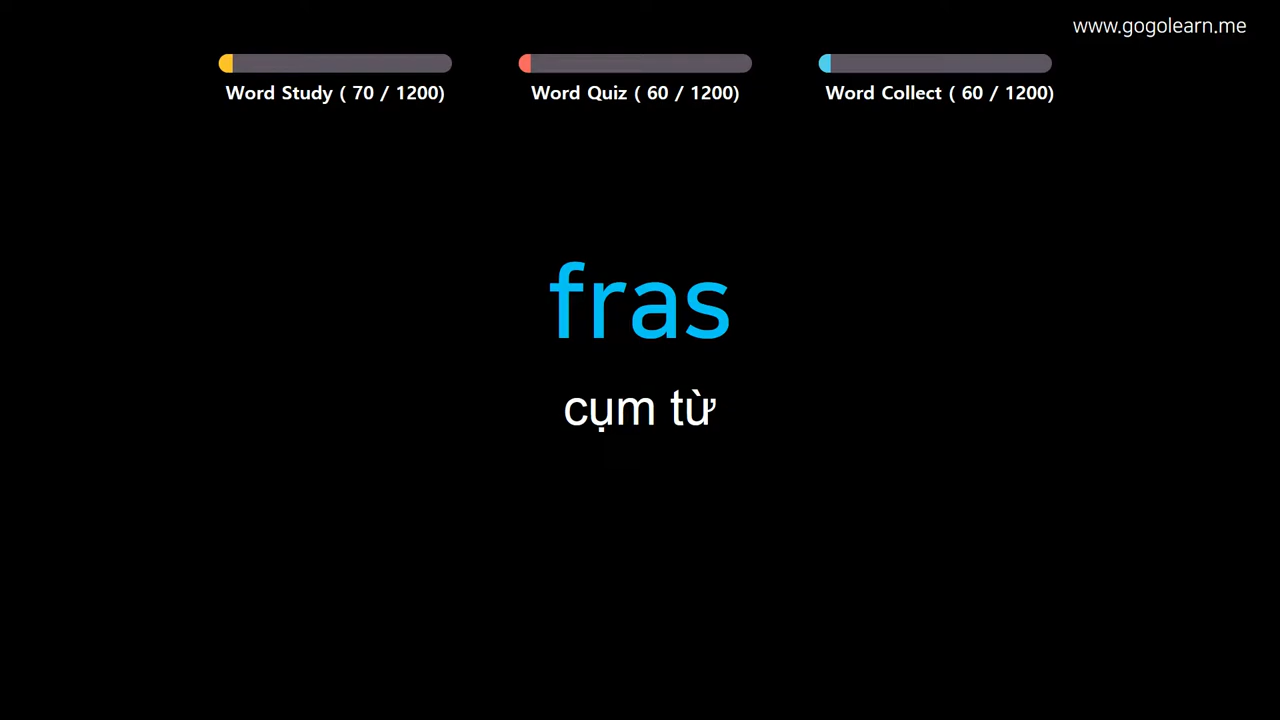 www.gogolearn.me
Word Study ( 70 / 1200)
Word Quiz ( 60 / 1200)
Word Collect ( 60 / 1200)
fras
cụm từ